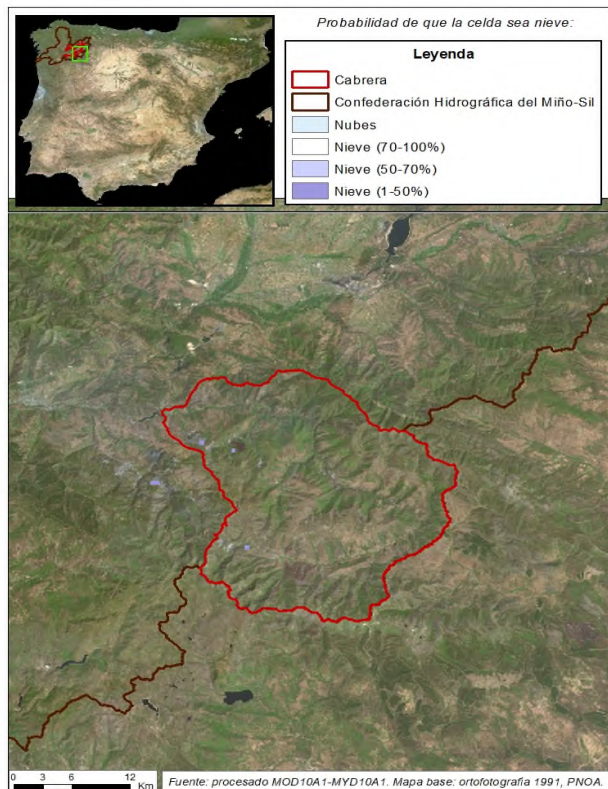 Probabilidad de que la celda sea nieve:
Leyenda
Cabrera
Confederación Hidrográfica del Miño-Sil
Nubes
Nieve (70-100%)
Nieve (50-70%)
Nieve (1-50%)
0 3 6 12
Km
Fuente: procesado MOD10A1-MYD10A1. Mapa base: ortofotografía 1991, PNOA.